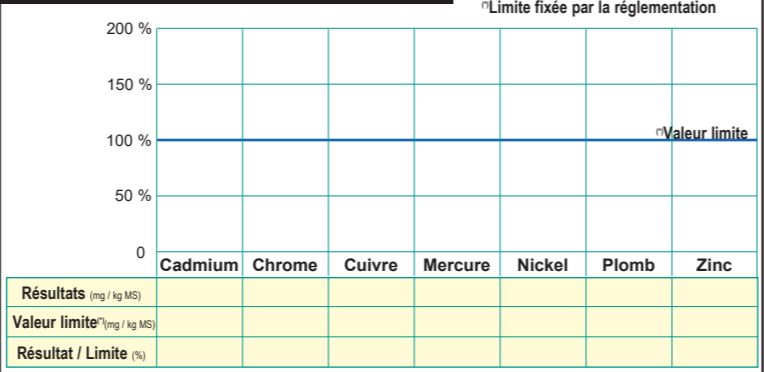 (*)Limite fixée par la réglementation
200 %
150 %
100 %
(*)Valeur limite
50 %
0
Cadmium Chrome Cuivre Mercure Nickel Plomb Zinc
Résultats (mg / kg MS)
Valeur limite(*)(mg / kg MS)
Résultat / Limite (%)